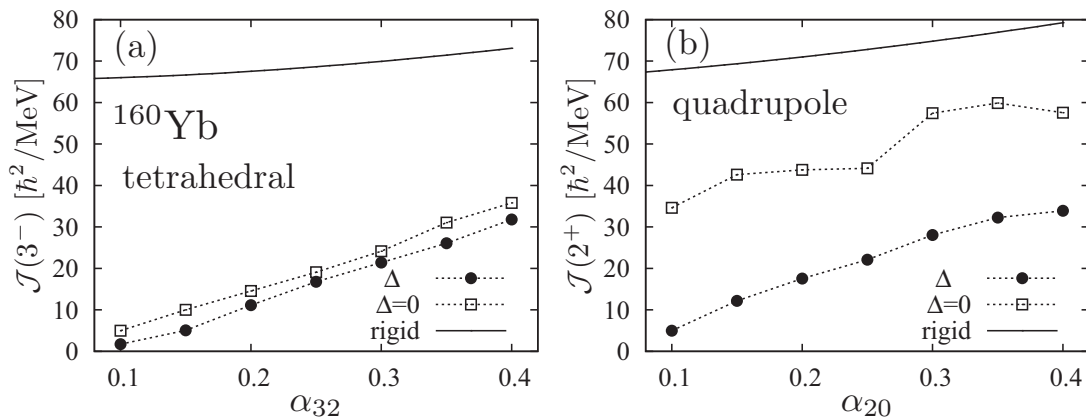 (a)
¹⁶⁰Yb
tetrahedral
𝒥(3⁻) [ℏ²/MeV]
80
70
60
50
40
30
20
10
0
Δ
Δ=0
rigid
0.1 0.2 0.3 0.4
α₃₂
(b)
quadrupole
𝒥(2⁺) [ℏ²/MeV]
80
70
60
50
40
30
20
10
0
Δ
Δ=0
rigid
0.1 0.2 0.3 0.4
α₂₀